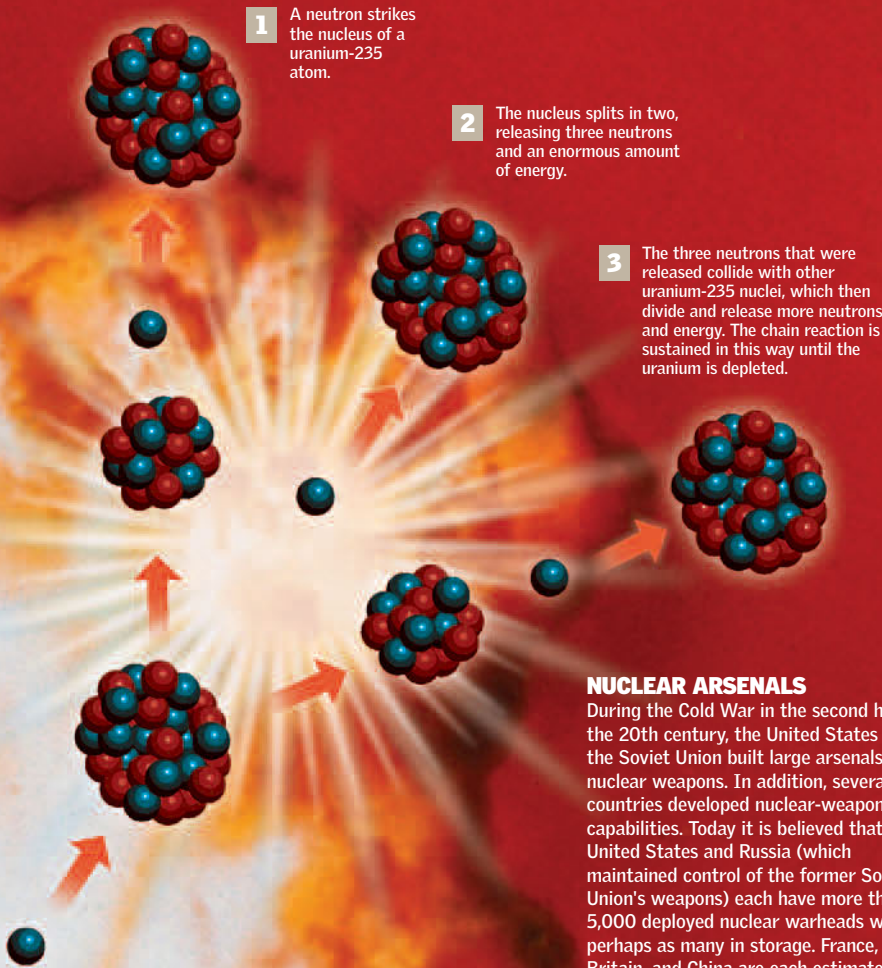 1
A neutron strikes
the nucleus of a
uranium-235
atom.
2
The nucleus splits in two,
releasing three neutrons
and an enormous amount
of energy.
3
The three neutrons that were
released collide with other
uranium-235 nuclei, which then
divide and release more neutrons
and energy. The chain reaction is
sustained in this way until the
uranium is depleted.
NUCLEAR ARSENALS
During the Cold War in the second
the 20th century, the United States
the Soviet Union built large arsenals
nuclear weapons. In addition,
countries developed
capabilities. Today it is believed that
United States and Russia (which
maintained control of the former
Union's weapons) each have more
5,000 deployed nuclear warheads
perhaps as many in storage. France,
Britain, and China are each